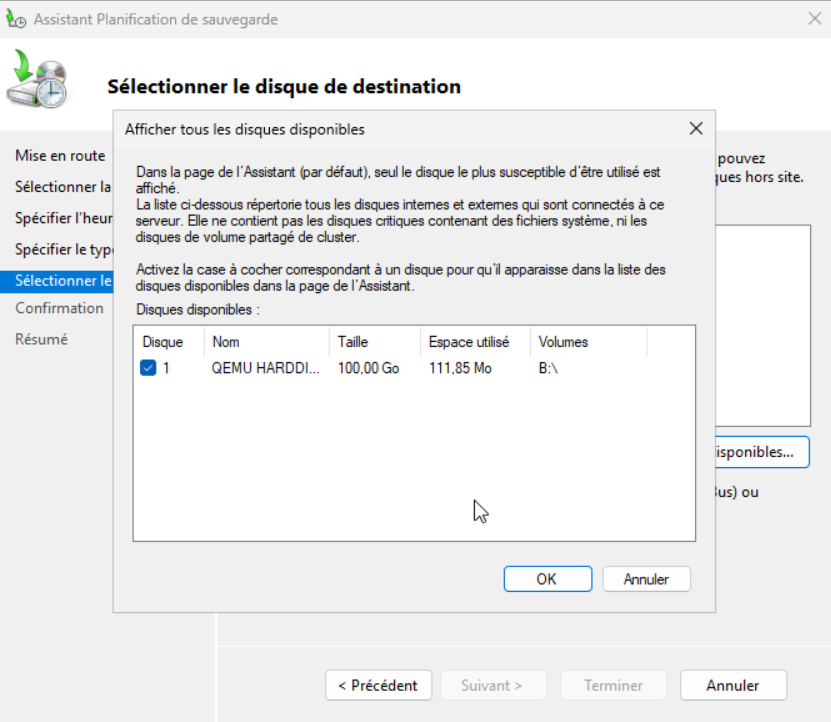 Assistant Planification de sauvegarde
Sélectionner le disque de destination
Afficher tous les disques disponibles
Mise en route
Sélectionner la
Spécifier l'heur
Spécifier le typ
Sélectionner le
Confirmation
Résumé
pouvez
ques hors site.
Dans la page de l'Assistant (par défaut), seul le disque le plus susceptible d'être utilisé est
affiché.
La liste ci-dessous répertorie tous les disques internes et externes qui sont connectés à ce
serveur. Elle ne contient pas les disques critiques contenant des fichiers système, ni les
disques de volume partagé de cluster.
Activez la case à cocher correspondant à un disque pour qu'il apparaisse dans la liste des
disques disponibles dans la page de l'Assistant.
Disques disponibles :
Disque Nom Taille Espace utilisé Volumes
1 QEMU HARDDI... 100,00 Go 111,85 Mo B:\
isponibles...
us) ou
OK Annuler
< Précédent Suivant > Terminer Annuler